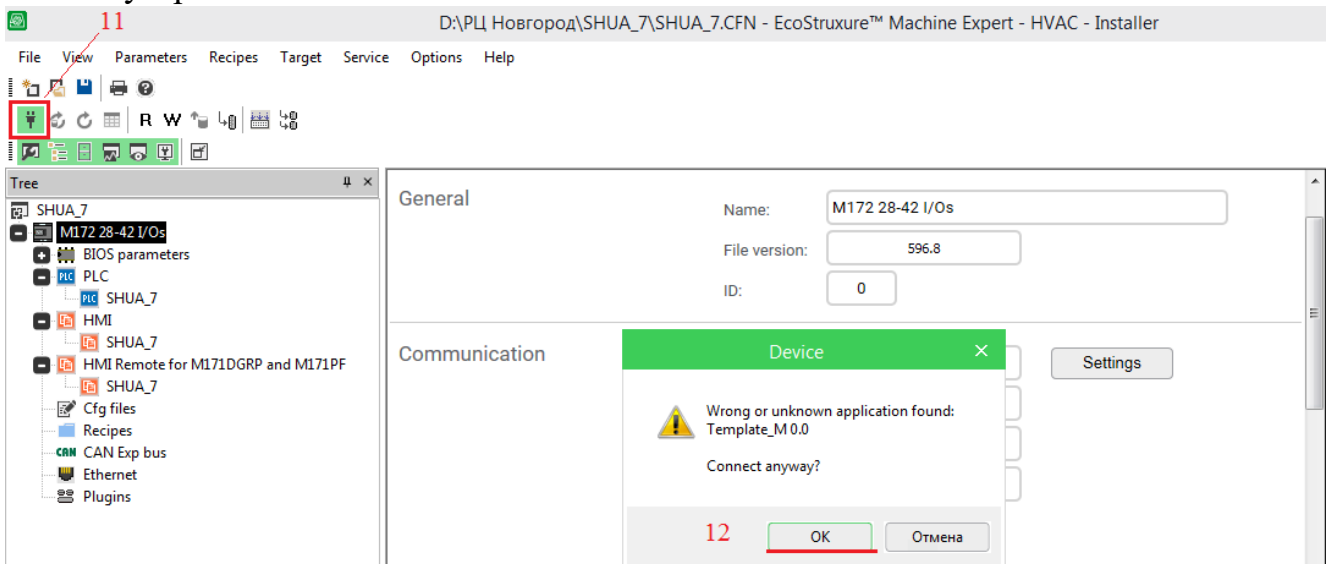 11
D:\РЦ Новгород\SHUA_7\SHUA_7.CFN - EcoStruxure™ Machine Expert - HVAC - Installer
File View Parameters Recipes Target Service Options Help
R W
Tree
SHUA_7
M172 28-42 I/Os
BIOS parameters
PLC PLC
PLC SHUA_7
HMI
SHUA_7
HMI Remote for M171DGRP and M171PF
SHUA_7
Cfg files
Recipes
CAN CAN Exp bus
Ethernet
Plugins
General
Name: M172 28-42 I/Os
File version: 596.8
ID: 0
Communication
Settings
Device
Wrong or unknown application found:
Template_M 0.0
Connect anyway?
12 OK Отмена